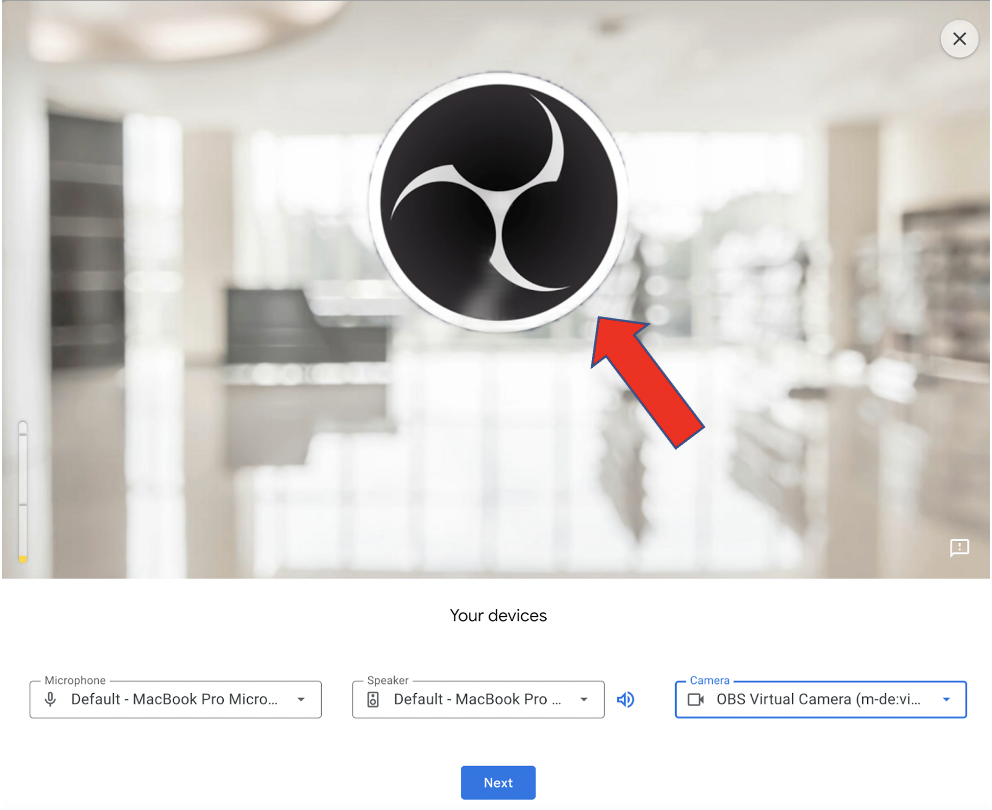 Your devices
Microphone
Default - MacBook Pro Micro...
Speaker
Default - MacBook Pro ...
Camera
OBS Virtual Camera (m-de:vi...
Next